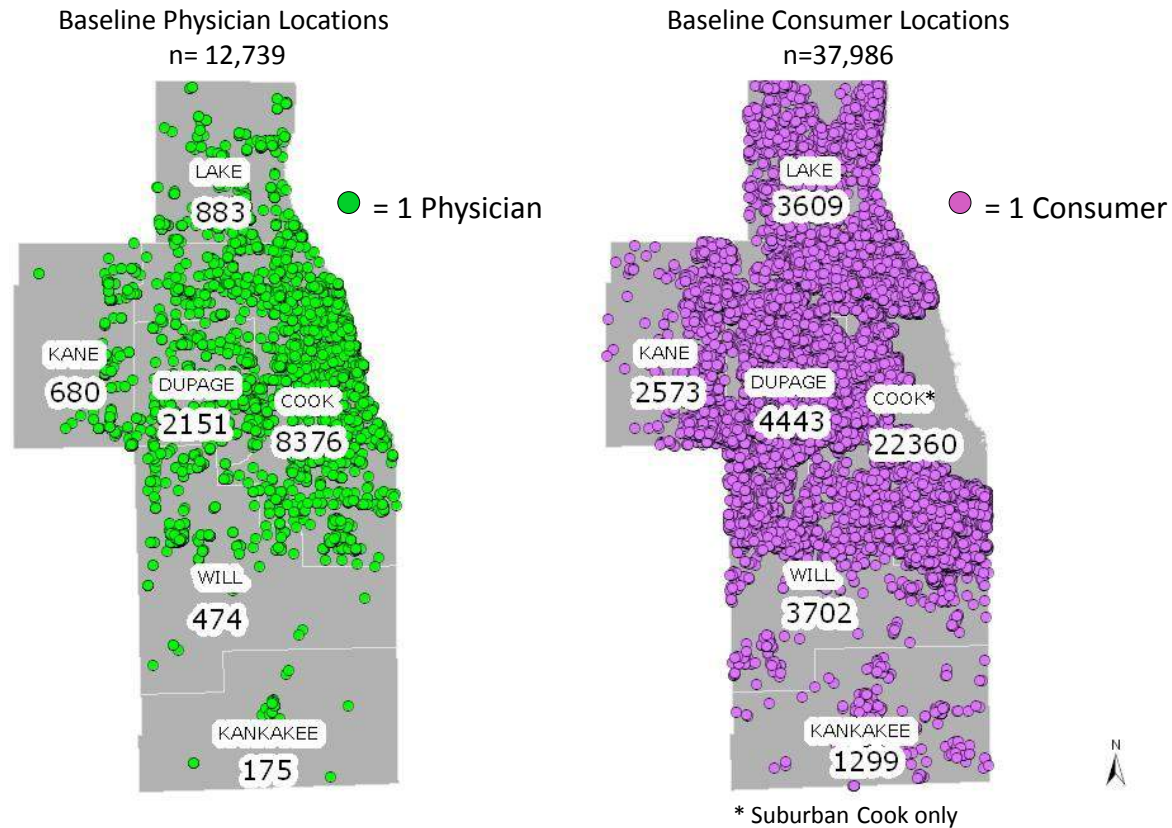 Baseline Physician Locations
n= 12,739
LAKE
883
= 1 Physician
KANE
680
DUPAGE
2151
COOK
8376
WILL
474
KANKAKEE
175
Baseline Consumer Locations
n=37,986
LAKE
3609
= 1 Consumer
KANE
2573
DUPAGE
4443
COOK*
22360
WILL
3702
KANKAKEE
1299
N
* Suburban Cook only